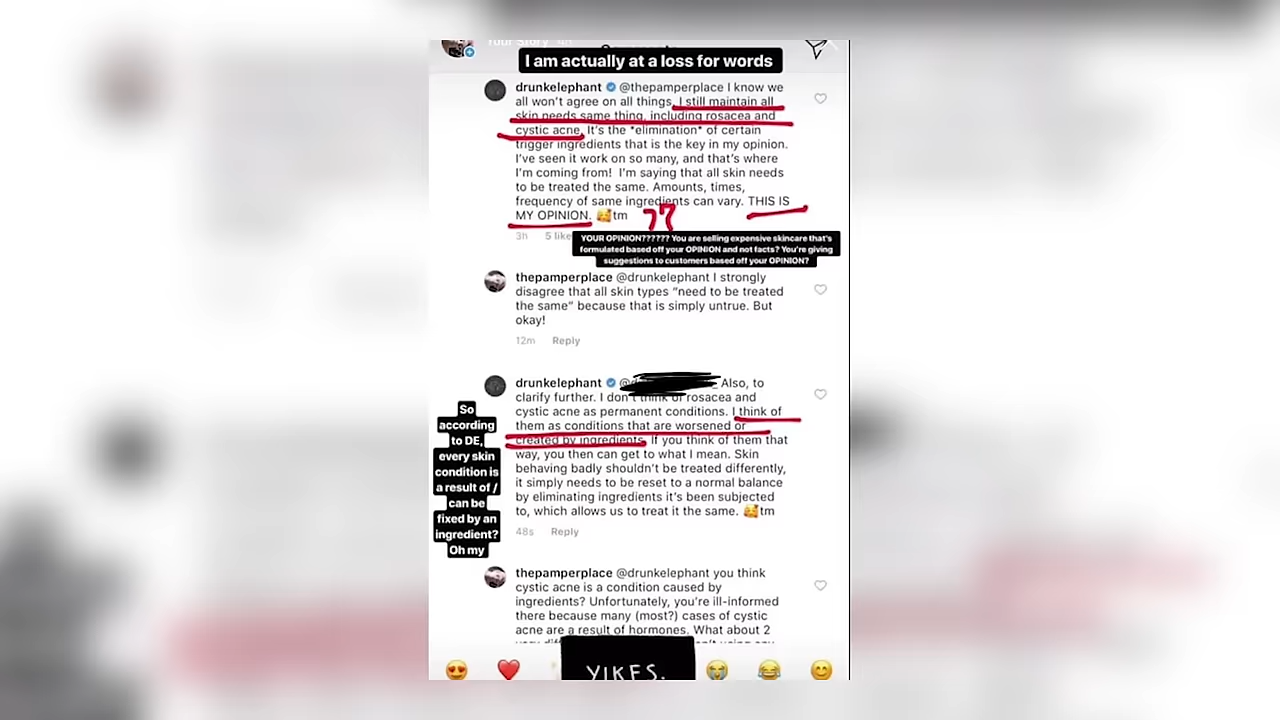 Your Story
I am actually at a loss for words
drunkelephant @thepamperplace I know we
all won't agree on all things. I still maintain all
skin needs same thing, including rosacea and
cystic acne. It's the *elimination* of certain
trigger ingredients that is the key in my opinion.
I've seen it work on so many, and that's where
I'm coming from! I'm saying that all skin needs
to be treated the same. Amounts, times,
frequency of same ingredients can vary. THIS IS
MY OPINION. 🥰tm
??
3h 5 like
YOUR OPINION?????? You are selling expensive skincare that's
formulated based off your OPINION and not facts? You're giving
suggestions to customers based off your OPINION?
thepamperplace @drunkelephant I strongly
disagree that all skin types "need to be treated
the same" because that is simply untrue. But
okay!
12m Reply
drunkelephant Also, to
clarify further. I don't think of rosacea and
cystic acne as permanent conditions. I think of
them as conditions that are worsened or
created by ingredients. If you think of them that
way, you then can get to what I mean. Skin
behaving badly shouldn't be treated differently,
it simply needs to be reset to a normal balance
by eliminating ingredients it's been subjected
to, which allows us to treat it the same. 🥰tm
48s Reply
So
according
to DE,
every skin
condition is
a result of /
can be
fixed by an
ingredient?
Oh my
thepamperplace @drunkelephant you think
cystic acne is a condition caused by
ingredients? Unfortunately, you're ill-informed
there because many (most?) cases of cystic
acne are a result of hormones. What about 2
YIKES.